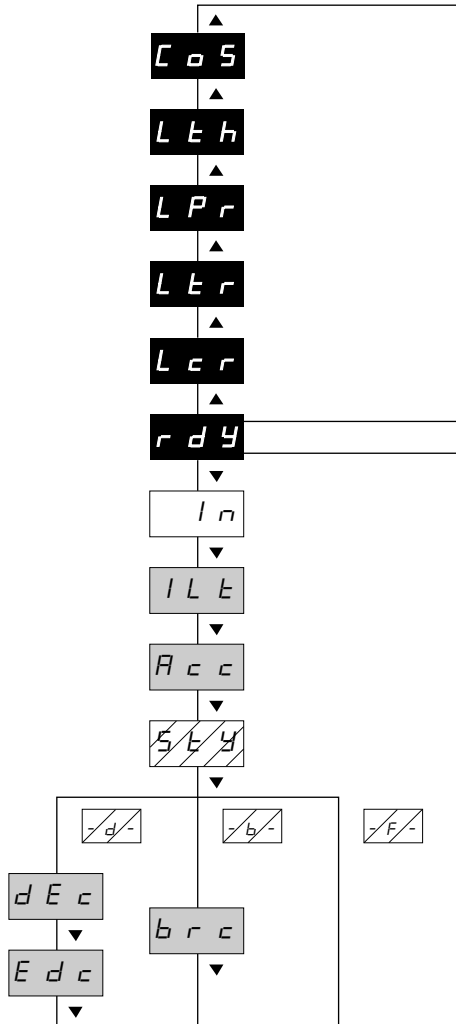 CoS
Lth
LPr
Ltr
Lcr
rdY
In
ILt
Acc
StY
-d- -b- -F-
dEc
brc
Edc